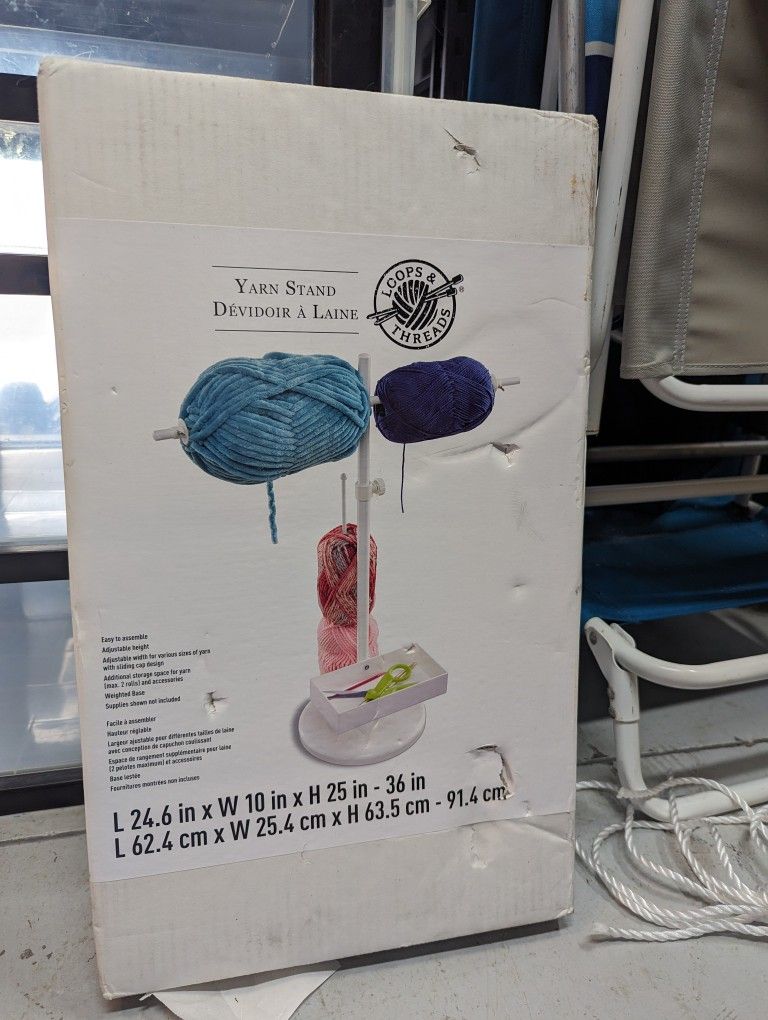 YARN STAND
DÉVIDOIR À LAINE
LOOPS &
THREADS
®
Easy to assemble
Adjustable height
Adjustable width for various sizes of yarn
with sliding cap design
Additional storage space for yarn
(max. 2 rolls) and accessories
Weighted Base
Supplies shown not included
Facile à assembler
Hauteur réglable
Largeur ajustable pour différentes tailles de laine
avec conception de capuchon coulissant
Espace de rangement supplémentaire pour laine
(2 pelotes maximum) et accessoires
Base lestée
Fournitures montrées non incluses
L 24.6 in x W 10 in x H 25 in - 36 in
L 62.4 cm x W 25.4 cm x H 63.5 cm - 91.4 cm